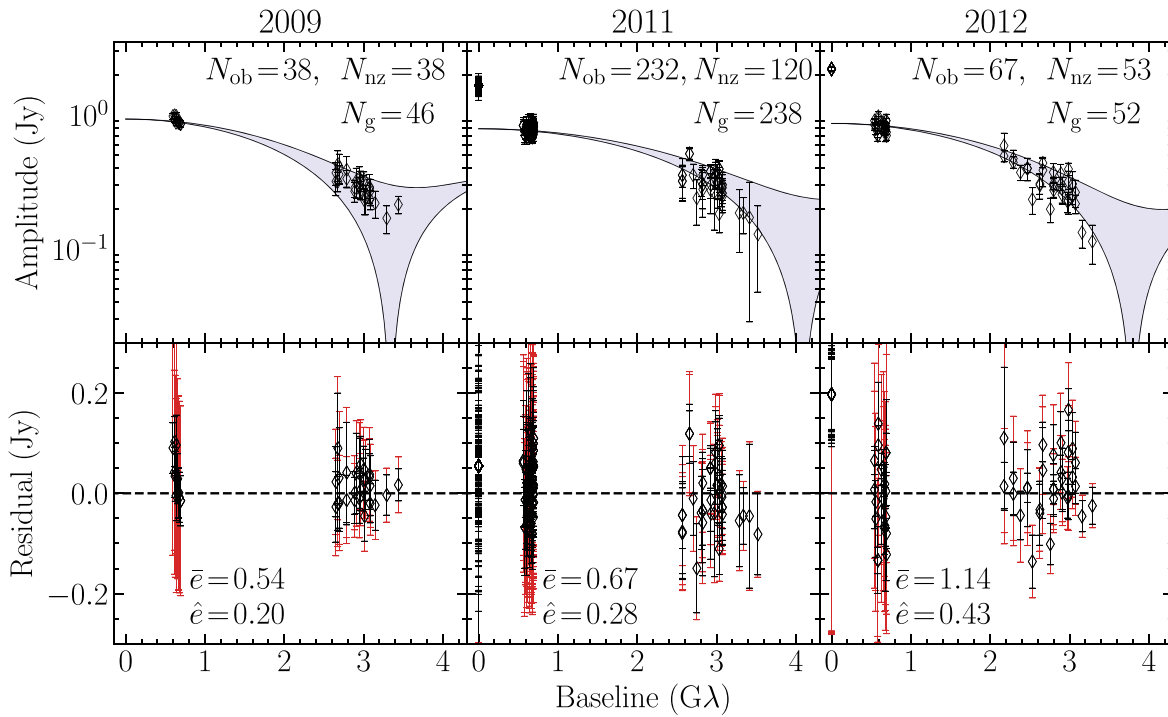 2009 2011 2012
N_ob=38, N_nz=38 N_ob=232, N_nz=120 N_ob=67, N_nz=53
N_g=46 N_g=238 N_g=52
Amplitude (Jy)
10^0
10^−1
Residual (Jy)
0.2
0.0
−0.2
e̅=0.54 e̅=0.67 e̅=1.14
ê=0.20 ê=0.28 ê=0.43
0 1 2 3 4 0 1 2 3 4 0 1 2 3 4
Baseline (Gλ)